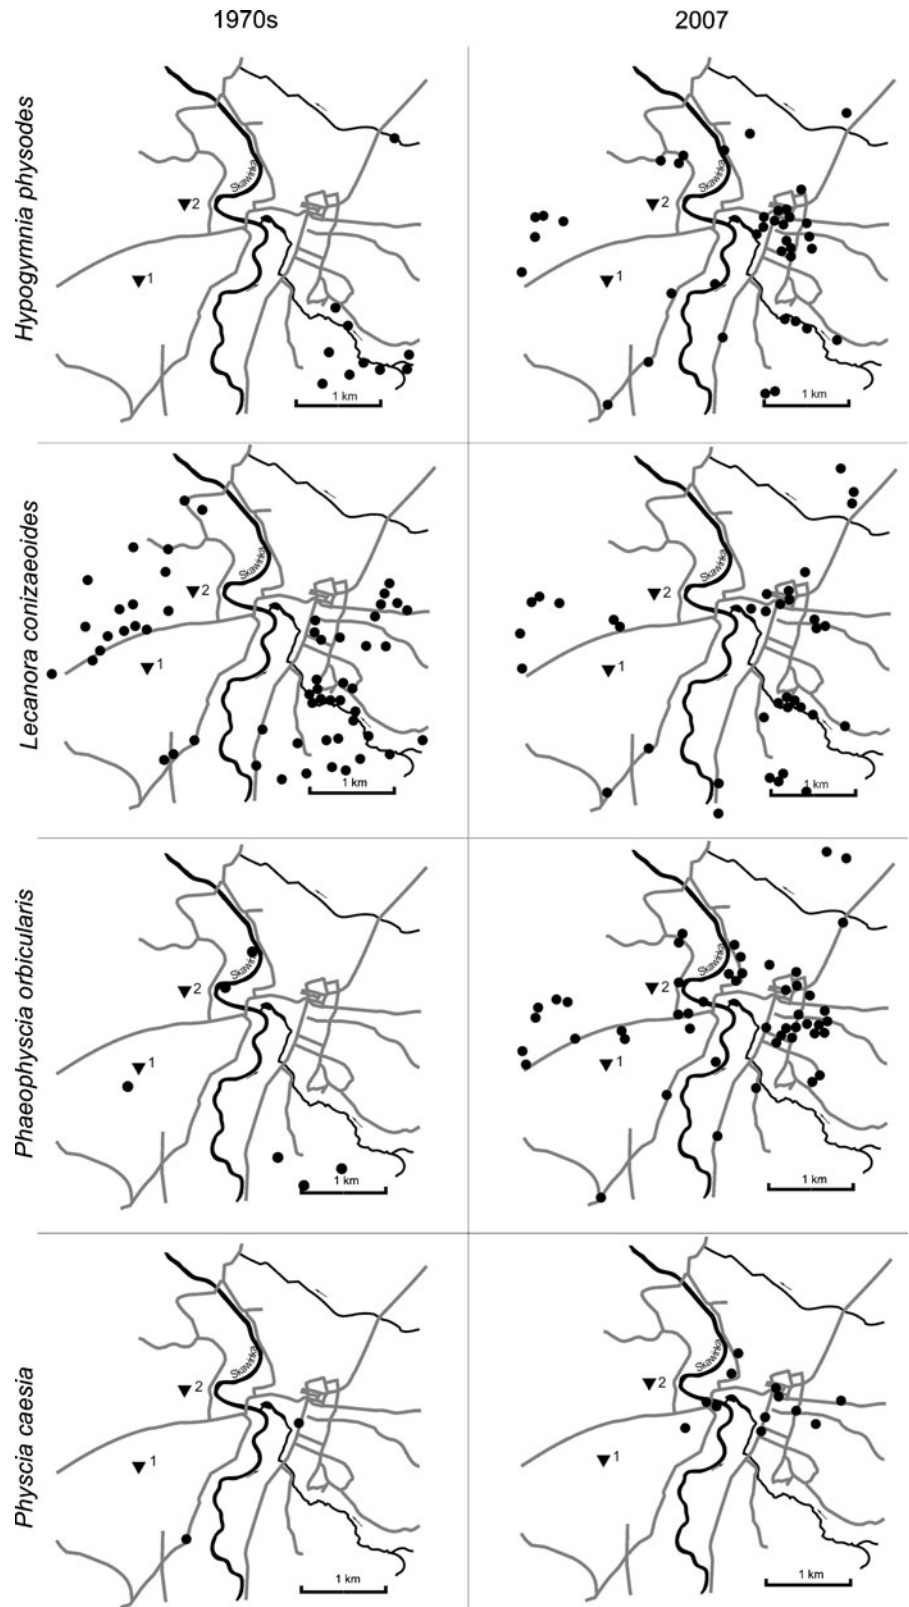 1970s 2007
Hypogymnia physodes
Skawinka
2
1
1 km
Skawinka
2
1
1 km
Lecanora conizaeoides
Skawinka
2
1
1 km
Skawinka
2
1
1 km
Phaeophyscia orbicularis
2
1
1 km
Skawinka
2
1
1 km
Physcia caesia
Skawinka
2
1
1 km
Skawinka
2
1
1 km